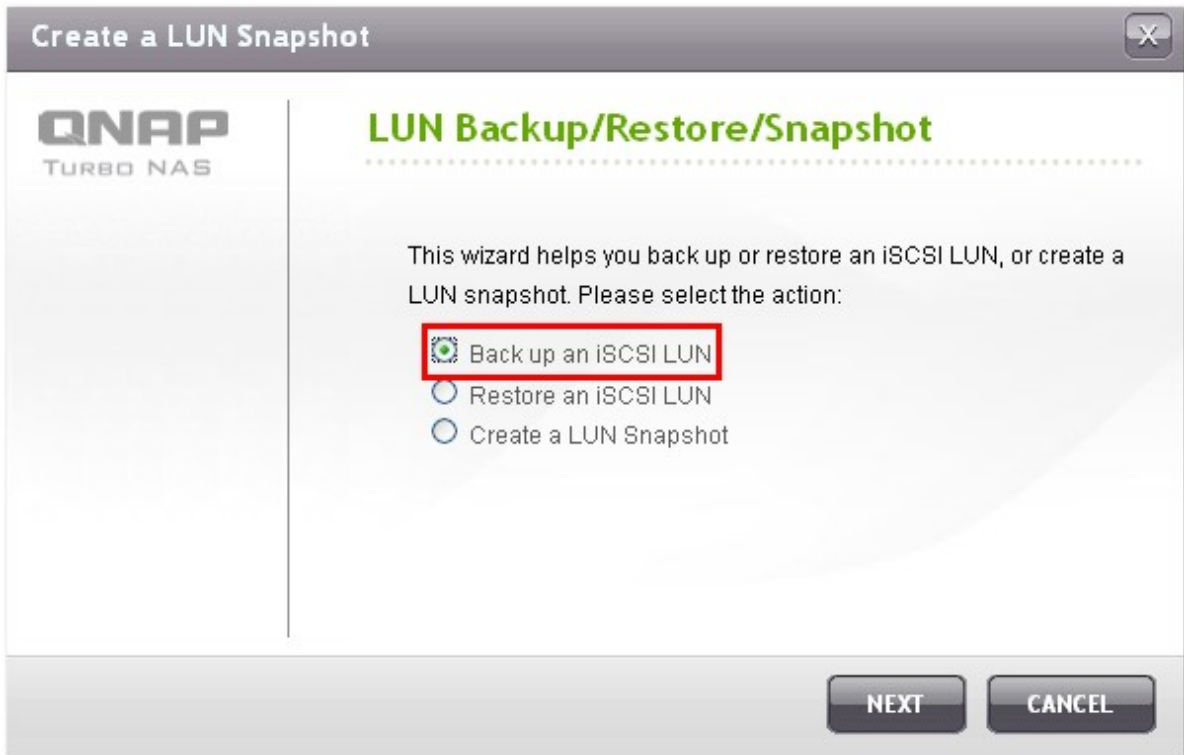 Create a LUN Snapshot
X
QNAP
TURBO NAS
LUN Backup/Restore/Snapshot
This wizard helps you back up or restore an iSCSI LUN, or create a
LUN snapshot. Please select the action:
Back up an iSCSI LUN
Restore an iSCSI LUN
Create a LUN Snapshot
NEXT
CANCEL